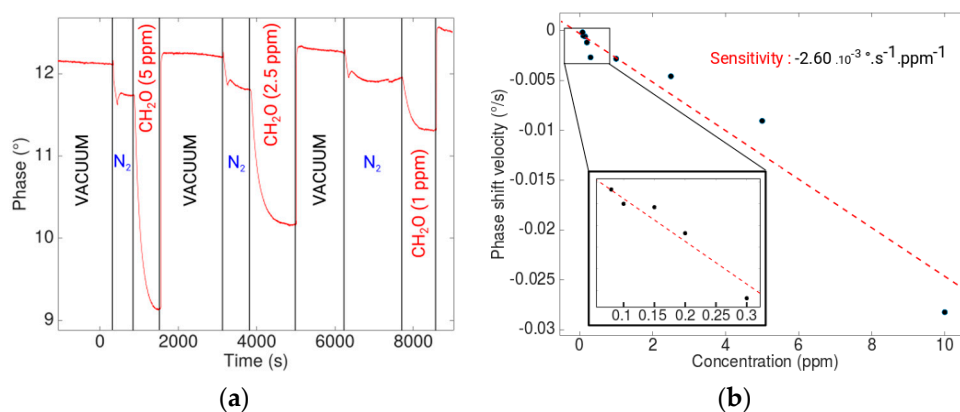 12
11
10
9
Phase (°)
VACUUM
N2
CH2O (5 ppm)
VACUUM
N2
CH2O (2.5 ppm)
VACUUM
N2
CH2O (1 ppm)
0 2000 4000 6000 8000
Time (s)
(a)
0
-0.005
-0.01
-0.015
-0.02
-0.025
-0.03
Phase shift velocity (°/s)
Sensitivity : -2.60 .10⁻³ °.s⁻¹.ppm⁻¹
0.1 0.15 0.2 0.25 0.3
0 2 4 6 8 10
Concentration (ppm)
(b)